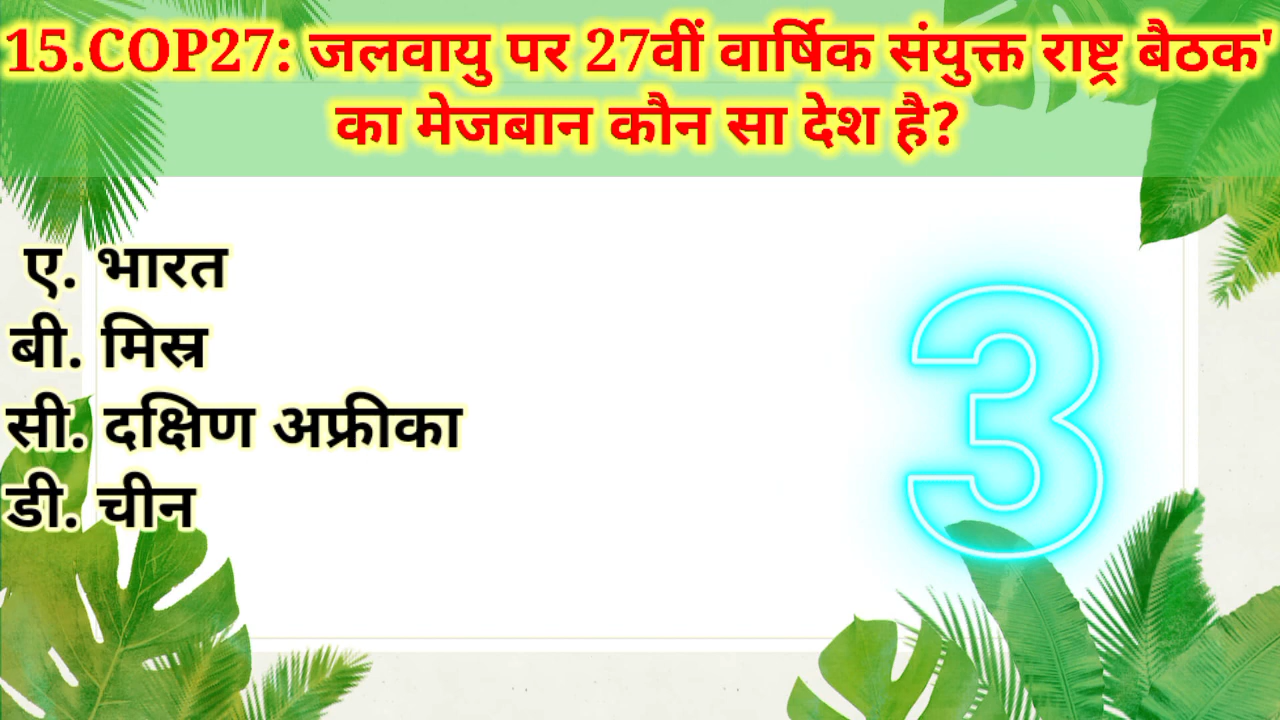 15.COP27: जलवायु पर 27वीं वार्षिक संयुक्त राष्ट्र बैठक'
का मेजबान कौन सा देश है?
ए. भारत
बी. मिस्र
सी. दक्षिण अफ्रीका
डी. चीन
3